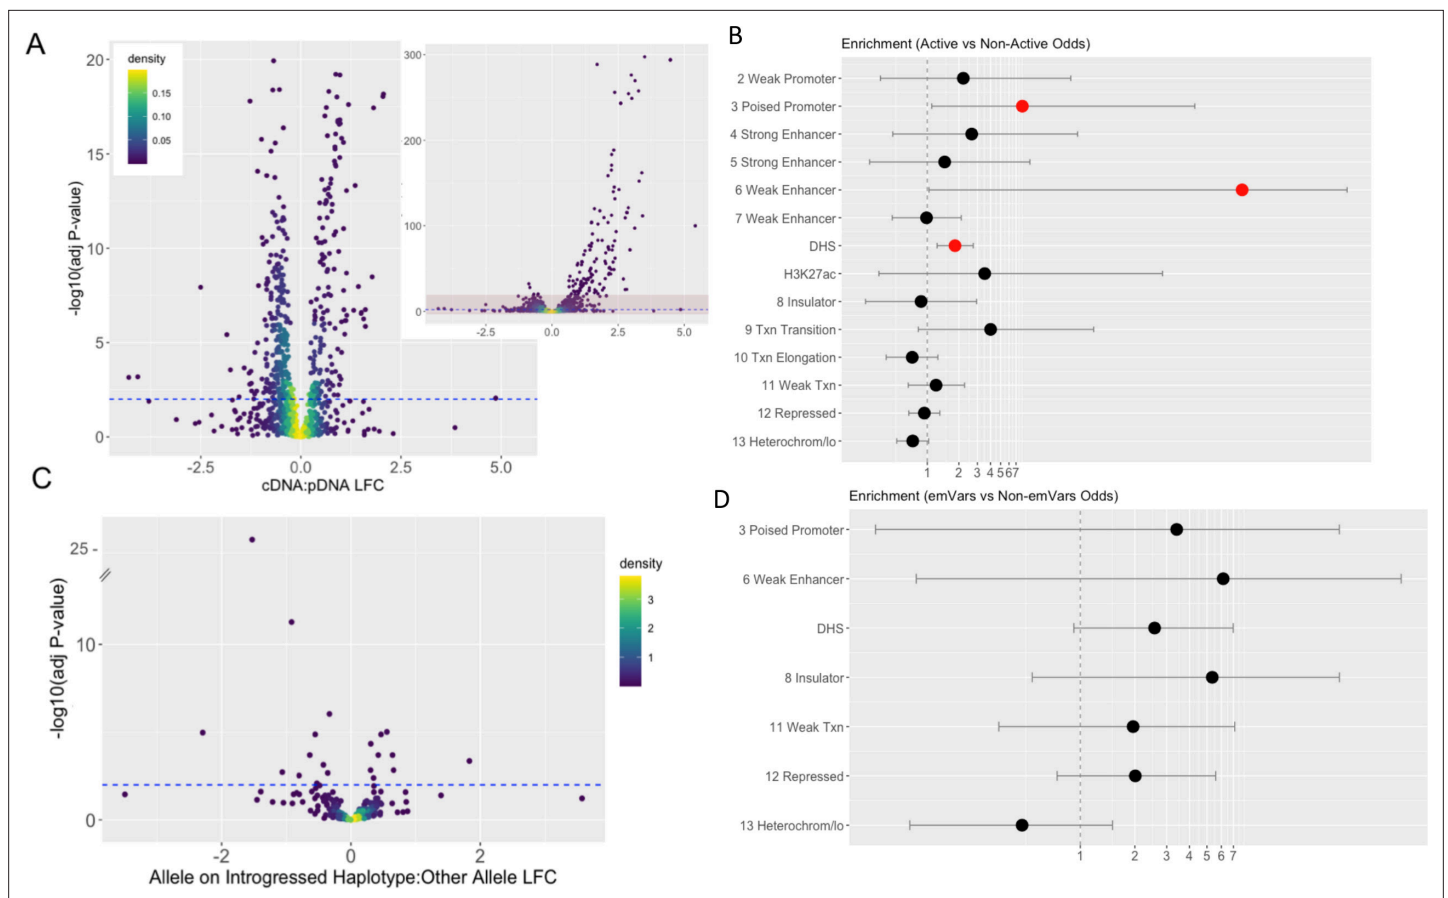 A
density
0.15
0.10
0.05
20
15
10
5
0
-log10(adj P-value)
-2.5
0.0
2.5
5.0
cDNA:pDNA LFC
300
200
100
0
-2.5
0.0
2.5
5.0
B
Enrichment (Active vs Non-Active Odds)
2 Weak Promoter
3 Poised Promoter
4 Strong Enhancer
5 Strong Enhancer
6 Weak Enhancer
7 Weak Enhancer
DHS
H3K27ac
8 Insulator
9 Txn Transition
10 Txn Elongation
11 Weak Txn
12 Repressed
13 Heterochrom/lo
1 2 3 4 5 6 7
C
25
10
0
-log10(adj P-value)
-2
0
2
Allele on Introgressed Haplotype:Other Allele LFC
density
3
2
1
D
Enrichment (emVars vs Non-emVars Odds)
3 Poised Promoter
6 Weak Enhancer
DHS
8 Insulator
11 Weak Txn
12 Repressed
13 Heterochrom/lo
1 2 3 4 5 6 7